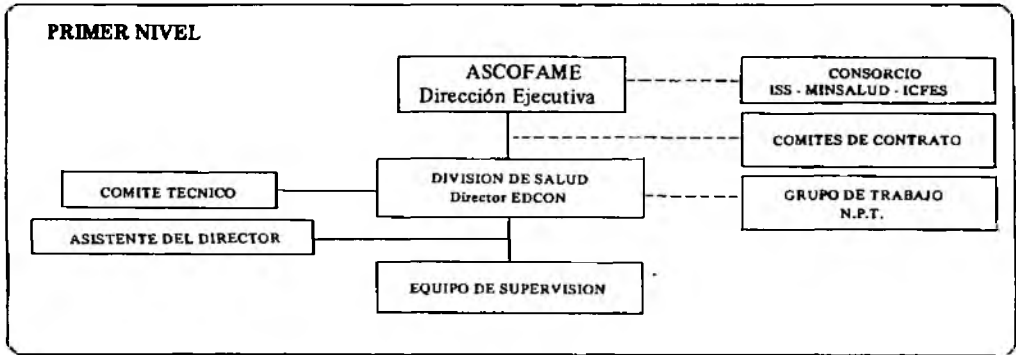 PRIMER NIVEL
ASCOFAME
Dirección Ejecutiva
CONSORCIO
ISS - MINSALUD - ICFES
COMITES DE CONTRATO
DIVISION DE SALUD
Director EDCON
COMITE TECNICO
GRUPO DE TRABAJO
N.P.T.
ASISTENTE DEL DIRECTOR
EQUIPO DE SUPERVISION